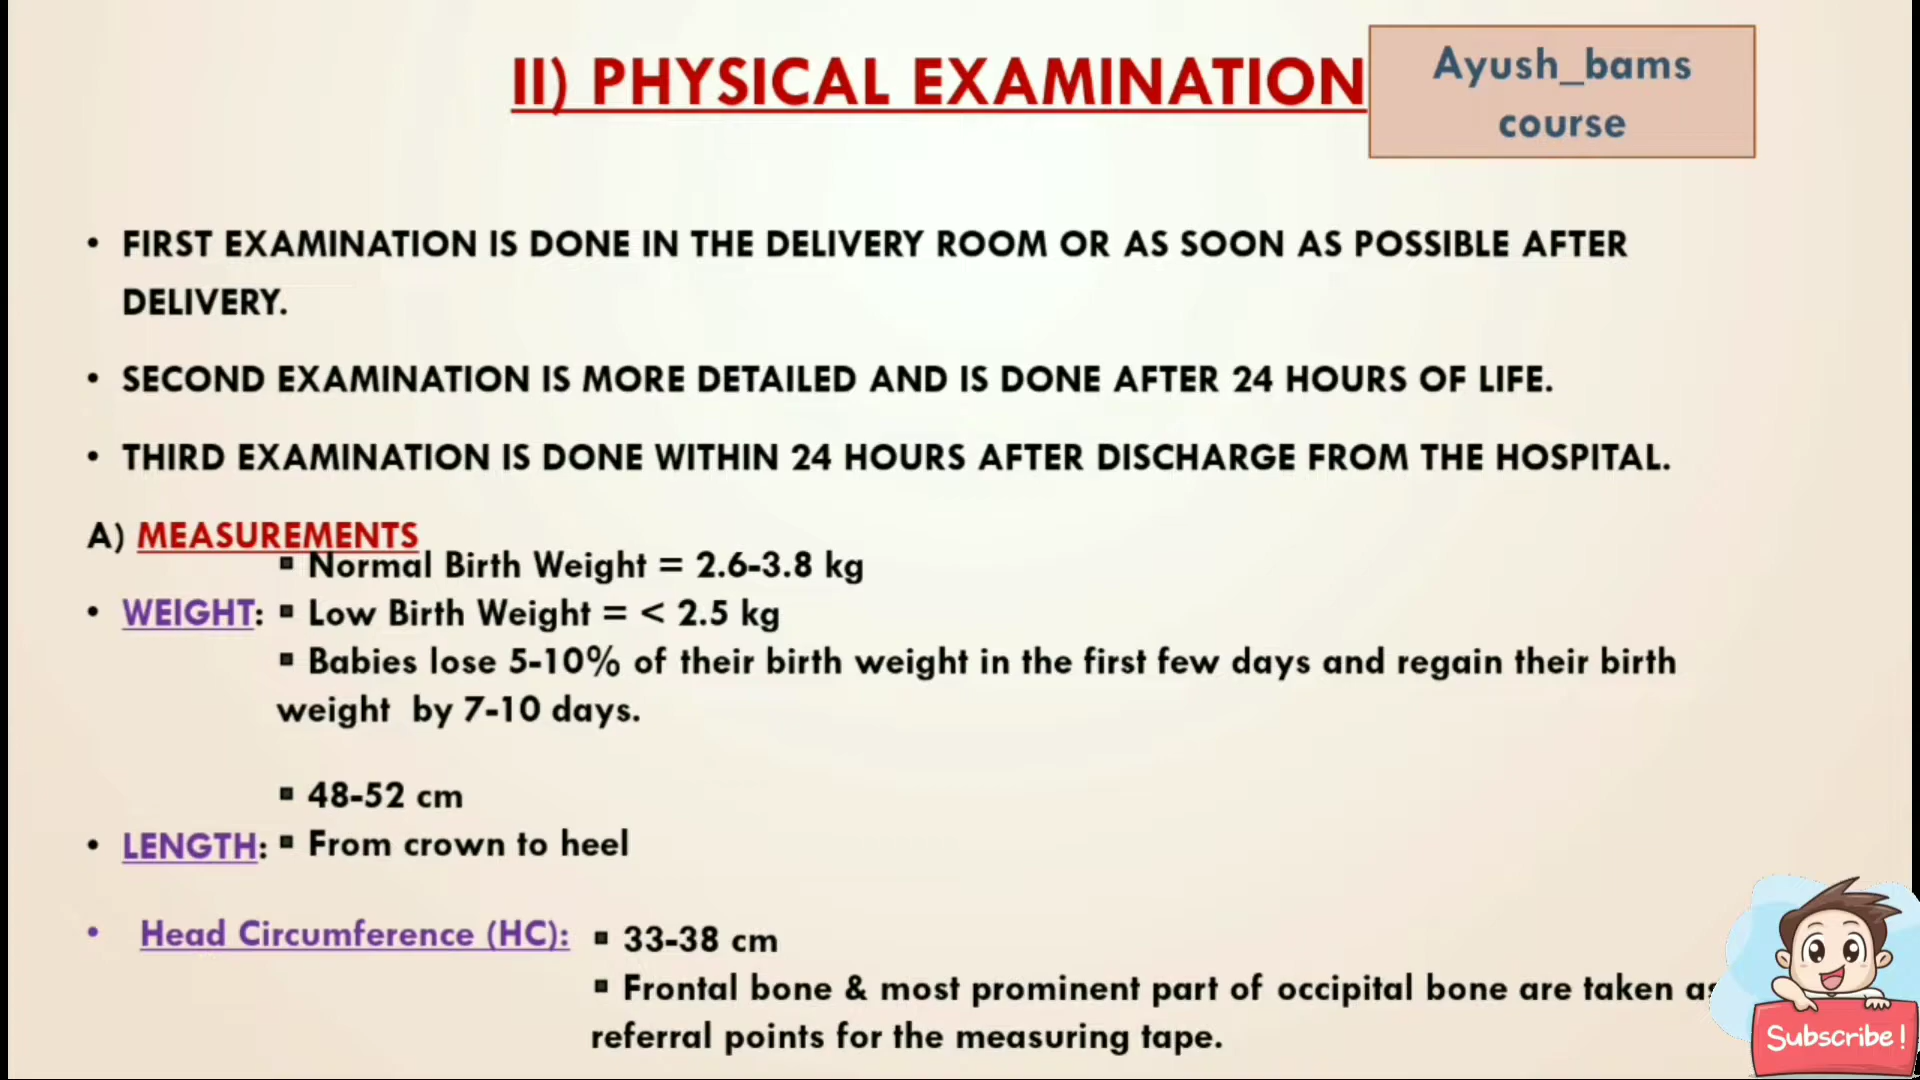 II) PHYSICAL EXAMINATION
Ayush_bams
course
• FIRST EXAMINATION IS DONE IN THE DELIVERY ROOM OR AS SOON AS POSSIBLE AFTER
DELIVERY.
• SECOND EXAMINATION IS MORE DETAILED AND IS DONE AFTER 24 HOURS OF LIFE.
• THIRD EXAMINATION IS DONE WITHIN 24 HOURS AFTER DISCHARGE FROM THE HOSPITAL.
A) MEASUREMENTS
▪ Normal Birth Weight = 2.6-3.8 kg
• WEIGHT: ▪ Low Birth Weight = < 2.5 kg
▪ Babies lose 5-10% of their birth weight in the first few days and regain their birth
weight by 7-10 days.
▪ 48-52 cm
• LENGTH: ▪ From crown to heel
• Head Circumference (HC): ▪ 33-38 cm
▪ Frontal bone & most prominent part of occipital bone are taken as
referral points for the measuring tape.
Subscribe!